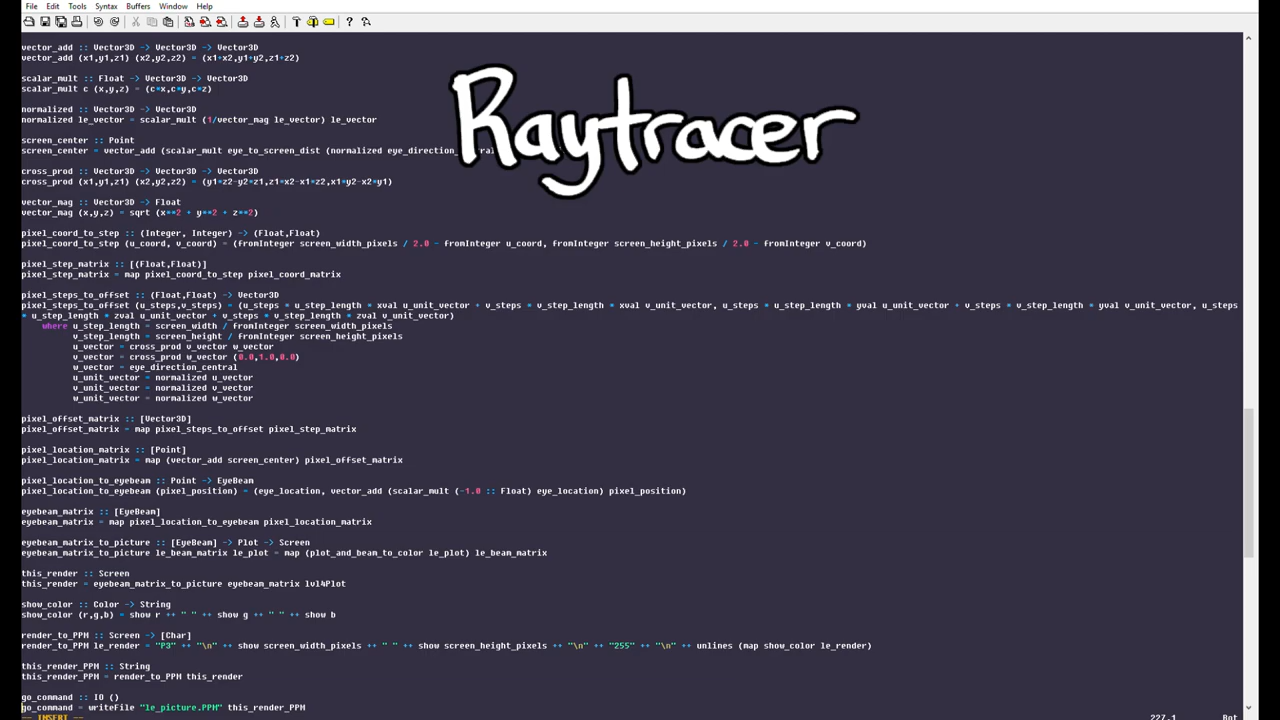 File Edit Tools Syntax Buffers Window Help
Raytracer
vector_add :: Vector3D -> Vector3D -> Vector3D
vector_add (x1,y1,z1) (x2,y2,z2) = (x1+x2,y1+y2,z1+z2)
scalar_mult :: Float -> Vector3D -> Vector3D
scalar_mult c (x,y,z) = (c*x,c*y,c*z)
normalized :: Vector3D -> Vector3D
normalized le_vector = scalar_mult (1/vector_mag le_vector) le_vector
screen_center :: Point
screen_center = vector_add (scalar_mult eye_to_screen_dist (normalized eye_direction_
cross_prod :: Vector3D -> Vector3D -> Vector3D
cross_prod (x1,y1,z1) (x2,y2,z2) = (y1*z2-y2*z1,z1*x2-x1*z2,x1*y2-x2*y1)
vector_mag :: Vector3D -> Float
vector_mag (x,y,z) = sqrt (x**2 + y**2 + z**2)
pixel_coord_to_step :: (Integer, Integer) -> (Float,Float)
pixel_coord_to_step (u_coord, v_coord) = (fromInteger screen_width_pixels / 2.0 - fromInteger u_coord, fromInteger screen_height_pixels / 2.0 - fromInteger v_coord)
pixel_step_matrix :: [(Float,Float)]
pixel_step_matrix = map pixel_coord_to_step pixel_coord_matrix
pixel_steps_to_offset :: (Float,Float) -> Vector3D
pixel_steps_to_offset (u_steps,v_steps) = (u_steps * u_step_length * xval u_unit_vector + v_steps * v_step_length * xval v_unit_vector, u_steps * u_step_length * yval u_unit_vector + v_steps * v_step_length * yval v_unit_vector, u_steps
* u_step_length * zval u_unit_vector + v_steps * v_step_length * zval v_unit_vector)
where u_step_length = screen_width / fromInteger screen_width_pixels
v_step_length = screen_height / fromInteger screen_height_pixels
u_vector = cross_prod v_vector w_vector
v_vector = cross_prod w_vector (0.0,1.0,0.0)
w_vector = eye_direction_central
u_unit_vector = normalized u_vector
v_unit_vector = normalized v_vector
w_unit_vector = normalized w_vector
pixel_offset_matrix :: [Vector3D]
pixel_offset_matrix = map pixel_steps_to_offset pixel_step_matrix
pixel_location_matrix :: [Point]
pixel_location_matrix = map (vector_add screen_center) pixel_offset_matrix
pixel_location_to_eyebeam :: Point -> EyeBeam
pixel_location_to_eyebeam (pixel_position) = (eye_location, vector_add (scalar_mult (-1.0 :: Float) eye_location) pixel_position)
eyebeam_matrix :: [EyeBeam]
eyebeam_matrix = map pixel_location_to_eyebeam pixel_location_matrix
eyebeam_matrix_to_picture :: [EyeBeam] -> Plot -> Screen
eyebeam_matrix_to_picture le_beam_matrix le_plot = map (plot_and_beam_to_color le_plot) le_beam_matrix
this_render :: Screen
this_render = eyebeam_matrix_to_picture eyebeam_matrix lvl4Plot
show_color :: Color -> String
show_color (r,g,b) = show r ++ " " ++ show g ++ " " ++ show b
render_to_PPM :: Screen -> [Char]
render_to_PPM le_render = "P3" ++ "\n" ++ show screen_width_pixels ++ " " ++ show screen_height_pixels ++ "\n" ++ "255" ++ "\n" ++ unlines (map show_color le_render)
this_render_PPM :: String
this_render_PPM = render_to_PPM this_render
go_command :: IO ()
go_command = writeFile "le_picture.PPM" this_render_PPM
-- INSERT -- 227,1 Bot